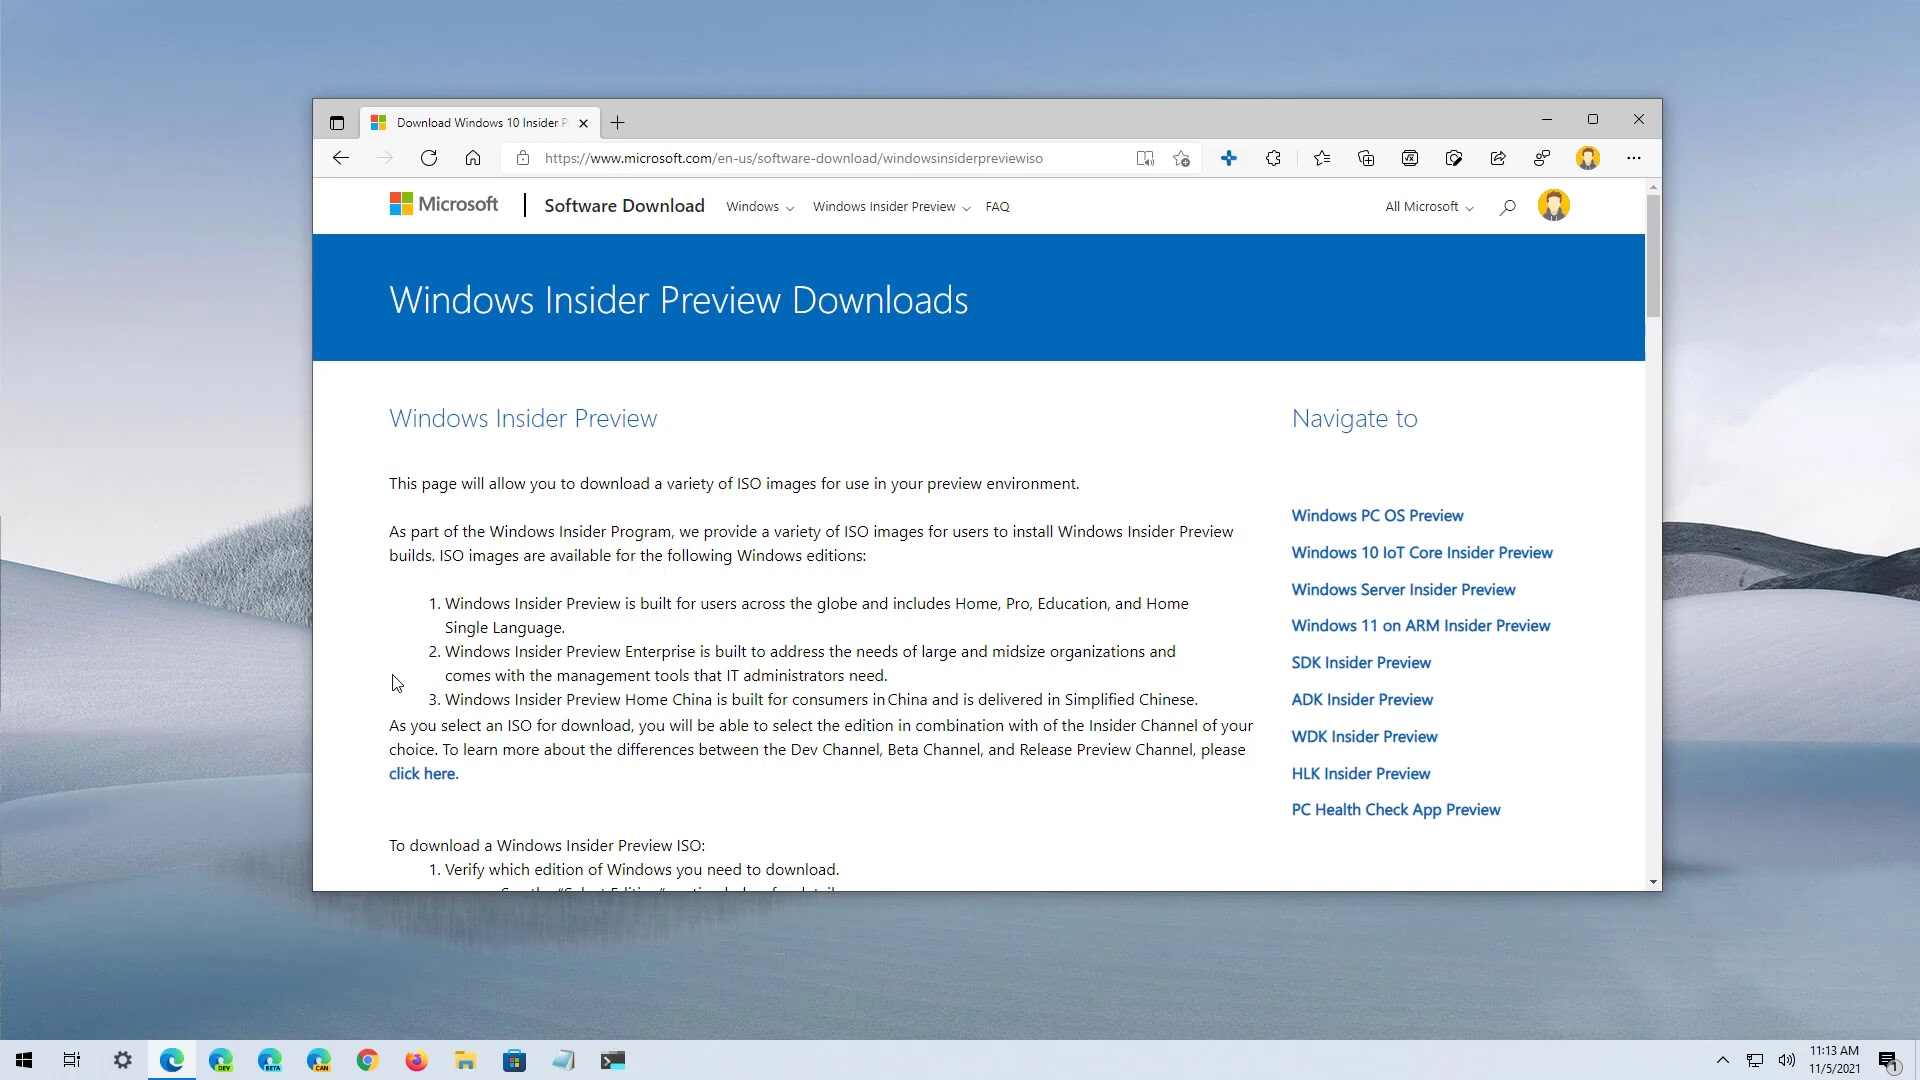 Download Windows 10 Insider P
https://www.microsoft.com/en-us/software-download/windowsinsiderpreviewiso
Microsoft
Software Download
Windows
Windows Insider Preview
FAQ
All Microsoft
Windows Insider Preview Downloads
Windows Insider Preview
This page will allow you to download a variety of ISO images for use in your preview environment.
As part of the Windows Insider Program, we provide a variety of ISO images for users to install Windows Insider Preview
builds. ISO images are available for the following Windows editions:
1. Windows Insider Preview is built for users across the globe and includes Home, Pro, Education, and Home
Single Language.
2. Windows Insider Preview Enterprise is built to address the needs of large and midsize organizations and
comes with the management tools that IT administrators need.
3. Windows Insider Preview Home China is built for consumers in China and is delivered in Simplified Chinese.
As you select an ISO for download, you will be able to select the edition in combination with of the Insider Channel of your
choice. To learn more about the differences between the Dev Channel, Beta Channel, and Release Preview Channel, please
click here.
To download a Windows Insider Preview ISO:
1. Verify which edition of Windows you need to download.
Navigate to
Windows PC OS Preview
Windows 10 IoT Core Insider Preview
Windows Server Insider Preview
Windows 11 on ARM Insider Preview
SDK Insider Preview
ADK Insider Preview
WDK Insider Preview
HLK Insider Preview
PC Health Check App Preview
DEV
BETA
CAN
11:13 AM
11/5/2021
1